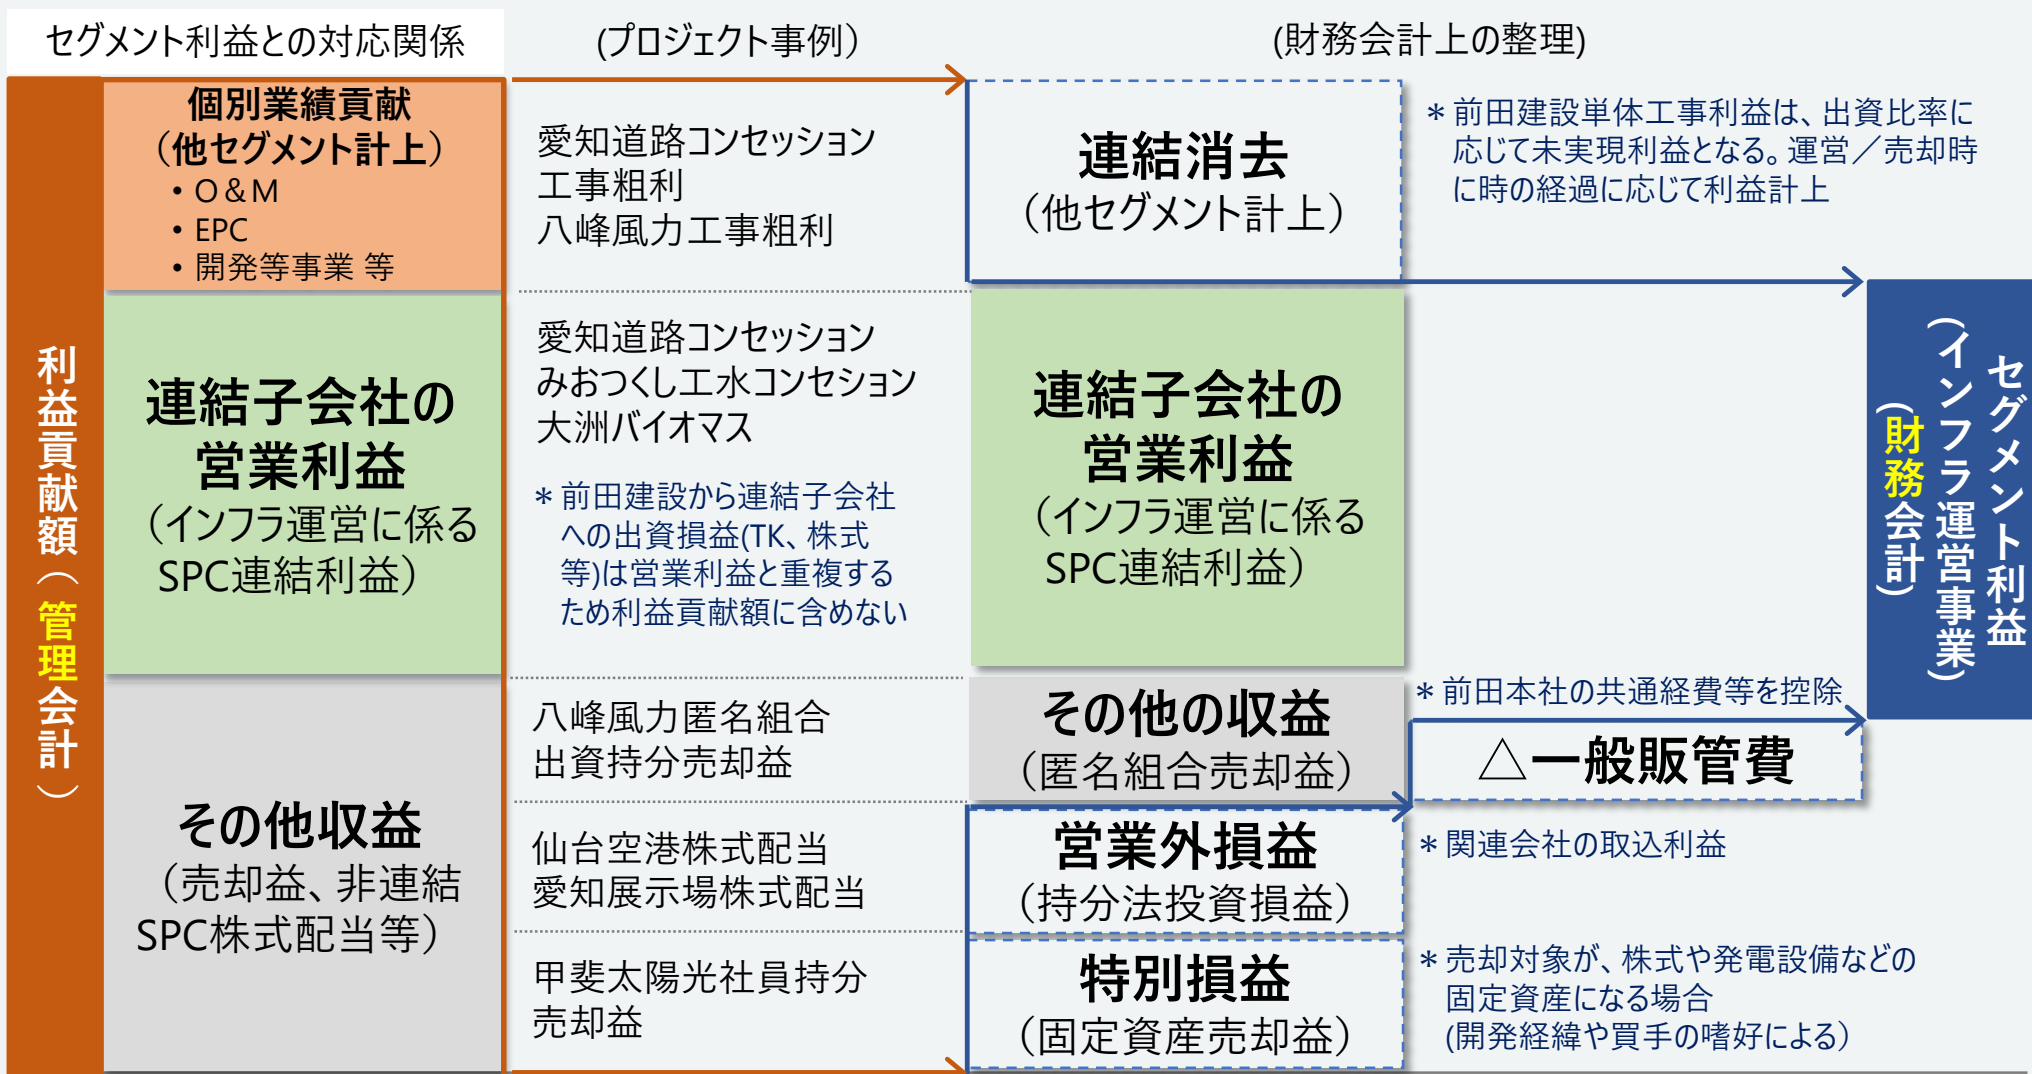 セグメント利益との対応関係
(プロジェクト事例)
(財務会計上の整理)
利益貢献額(管理会計)
個別業績貢献
(他セグメント計上)
・O&M
・EPC
・開発等事業 等
愛知道路コンセッション
工事粗利
八峰風力工事粗利
連結消去
(他セグメント計上)
＊前田建設単体工事利益は、出資比率に
応じて未実現利益となる。運営／売却時
に時の経過に応じて利益計上
連結子会社の
営業利益
(インフラ運営に係る
SPC連結利益)
愛知道路コンセッション
みおつくし工水コンセション
大洲バイオマス
＊前田建設から連結子会社
への出資損益(TK、株式
等)は営業利益と重複する
ため利益貢献額に含めない
連結子会社の
営業利益
(インフラ運営に係る
SPC連結利益)
セグメント利益
(インフラ運営事業)
(財務会計)
その他収益
(売却益、非連結
SPC株式配当等)
八峰風力匿名組合
出資持分売却益
その他の収益
(匿名組合売却益)
＊前田本社の共通経費等を控除
△一般販管費
仙台空港株式配当
愛知展示場株式配当
営業外損益
(持分法投資損益)
＊関連会社の取込利益
甲斐太陽光社員持分
売却益
特別損益
(固定資産売却益)
＊売却対象が、株式や発電設備などの
固定資産になる場合
(開発経緯や買手の嗜好による)